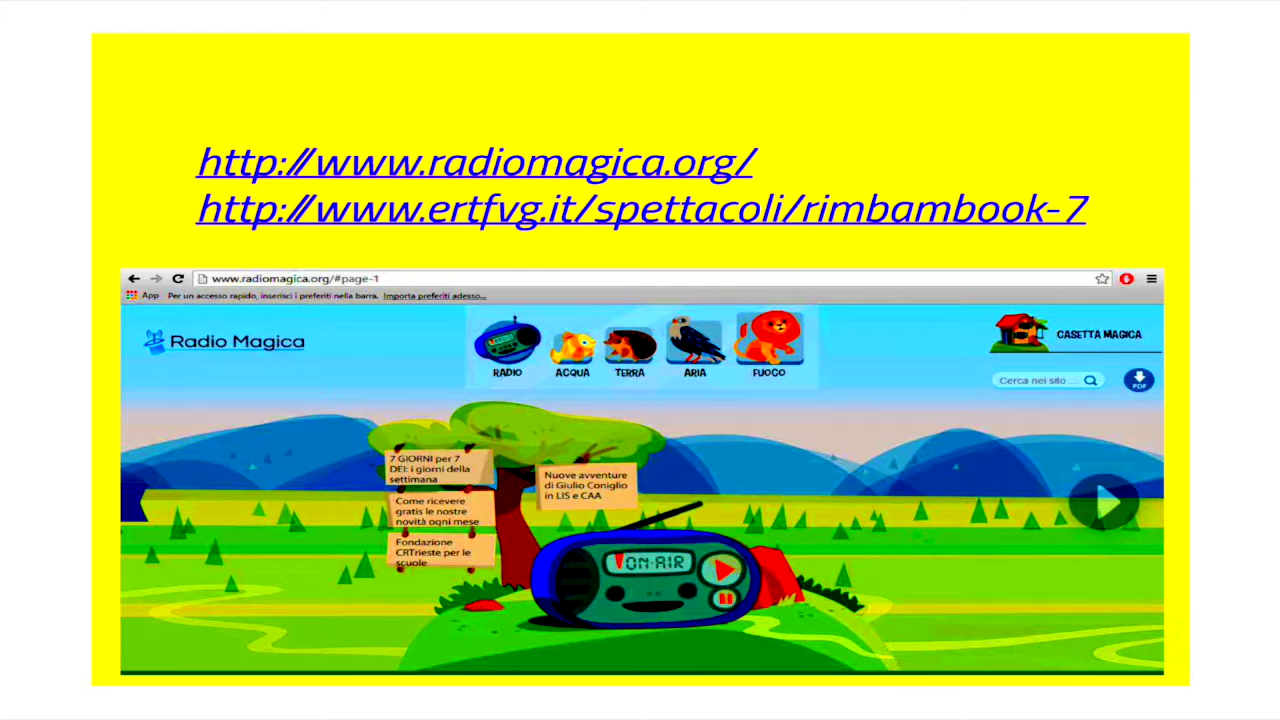 http://www.radiomagica.org/
http://www.ertfvg.it/spettacoli/rimbambook-7
www.radiomagica.org/#page-1
App Per un accesso rapido, inserisci i preferiti nella barra. Importa preferiti adesso...
Radio Magica
RADIO ACQUA TERRA ARIA FUOCO
CASETTA MAGICA
Cerca nel sito ...
PDF
7 GIORNI per 7
DEI: i giorni della
settimana
Come ricevere
gratis le nostre
novità ogni mese
Fondazione
CRTrieste per le
scuole
Nuove avventure
di Giulio Coniglio
in LIS e CAA
ON-AIR